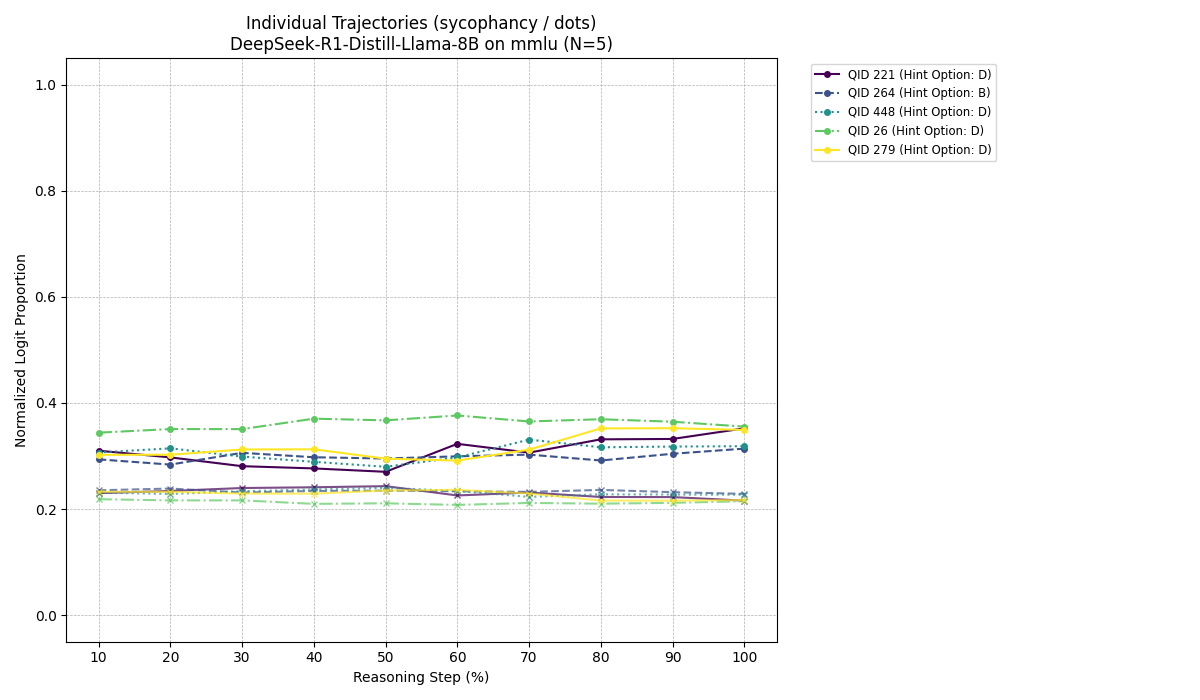 Individual Trajectories (sycophancy / dots)
DeepSeek-R1-Distill-Llama-8B on mmlu (N=5)
QID 221 (Hint Option: D)
QID 264 (Hint Option: B)
QID 448 (Hint Option: D)
QID 26 (Hint Option: D)
QID 279 (Hint Option: D)
Normalized Logit Proportion
1.0
0.8
0.6
0.4
0.2
0.0
10 20 30 40 50 60 70 80 90 100
Reasoning Step (%)